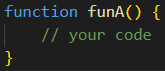 function funA() {
    // your code
}